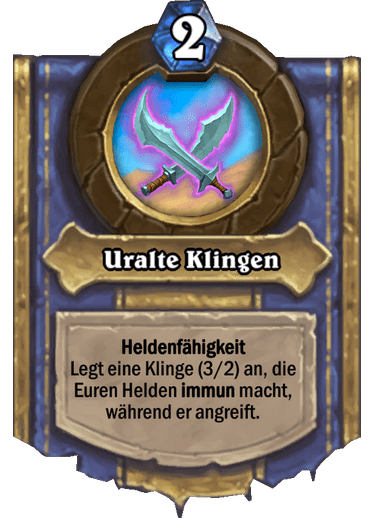 2
Uralte Klingen
Heldenfähigkeit
Legt eine Klinge (3/2) an, die
Euren Helden immun macht,
während er angreift.